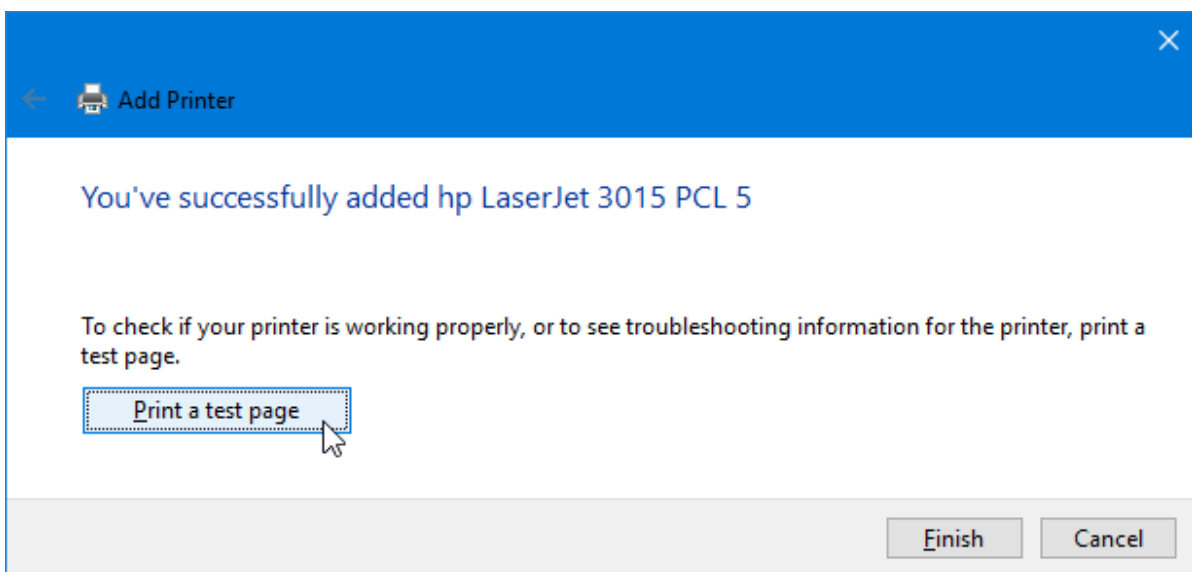 Add Printer
You've successfully added hp LaserJet 3015 PCL 5
To check if your printer is working properly, or to see troubleshooting information for the printer, print a
test page.
Print a test page
Finish Cancel